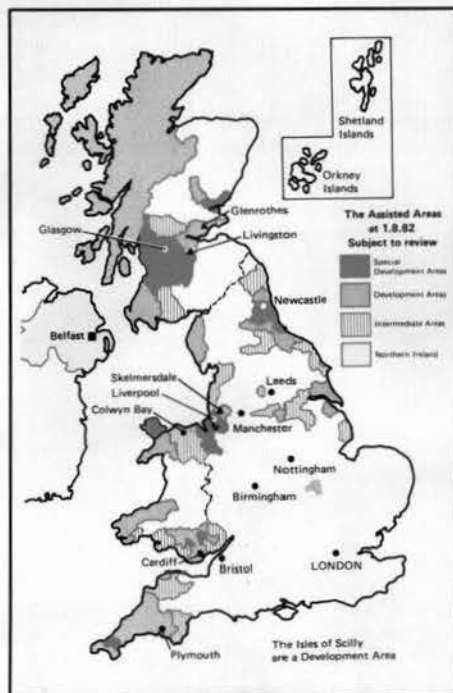 Shetland
Islands
Orkney
Islands
The Assisted Areas
at 1.8.82
Subject to review
Special
Development Areas
Development Areas
Intermediate Areas
Northern Ireland
Glenrothes
Glasgow
Livingston
Newcastle
Belfast
Skelmersdale
Liverpool
Colwyn Bay
Leeds
Manchester
Nottingham
Birmingham
Cardiff
Bristol
LONDON
Plymouth
The Isles of Scilly
are a Development Area